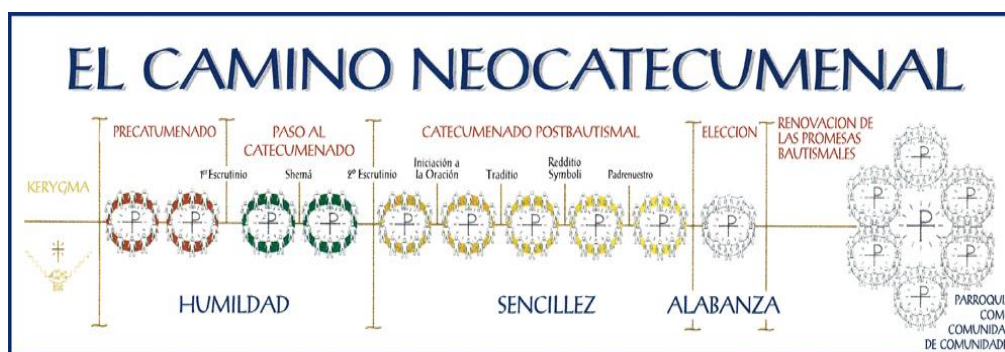 EL CAMINO NEOCATECUMENAL
KERYGMA
PRECATUMENADO
1er Escrutinio
PASO AL
CATECUMENADO
Shemá
2º Escrutinio
CATECUMENADO POSTBAUTISMAL
Iniciación a
la Oración
Traditio
Redditio
Symboli
Padrenuestro
ELECCION
RENOVACION DE
LAS PROMESAS
BAUTISMALES
HUMILDAD
SENCILLEZ
ALABANZA
PARROQUI
COM
COMUNIDA
DE COMUNIDAD